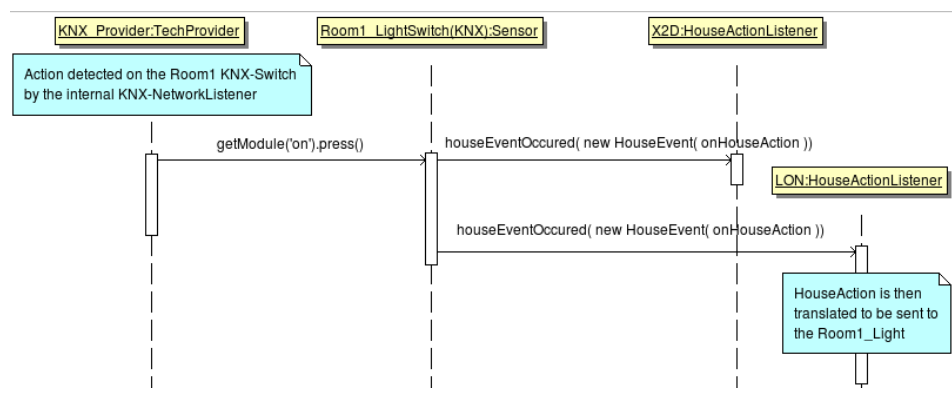 KNX_Provider:TechProvider
Room1_LightSwitch(KNX):Sensor
X2D:HouseActionListener
Action detected on the Room1 KNX-Switch
by the internal KNX-NetworkListener
getModule('on').press()
houseEventOccured( new HouseEvent( onHouseAction ))
LON:HouseActionListener
houseEventOccured( new HouseEvent( onHouseAction ))
HouseAction is then
translated to be sent to
the Room1_Light